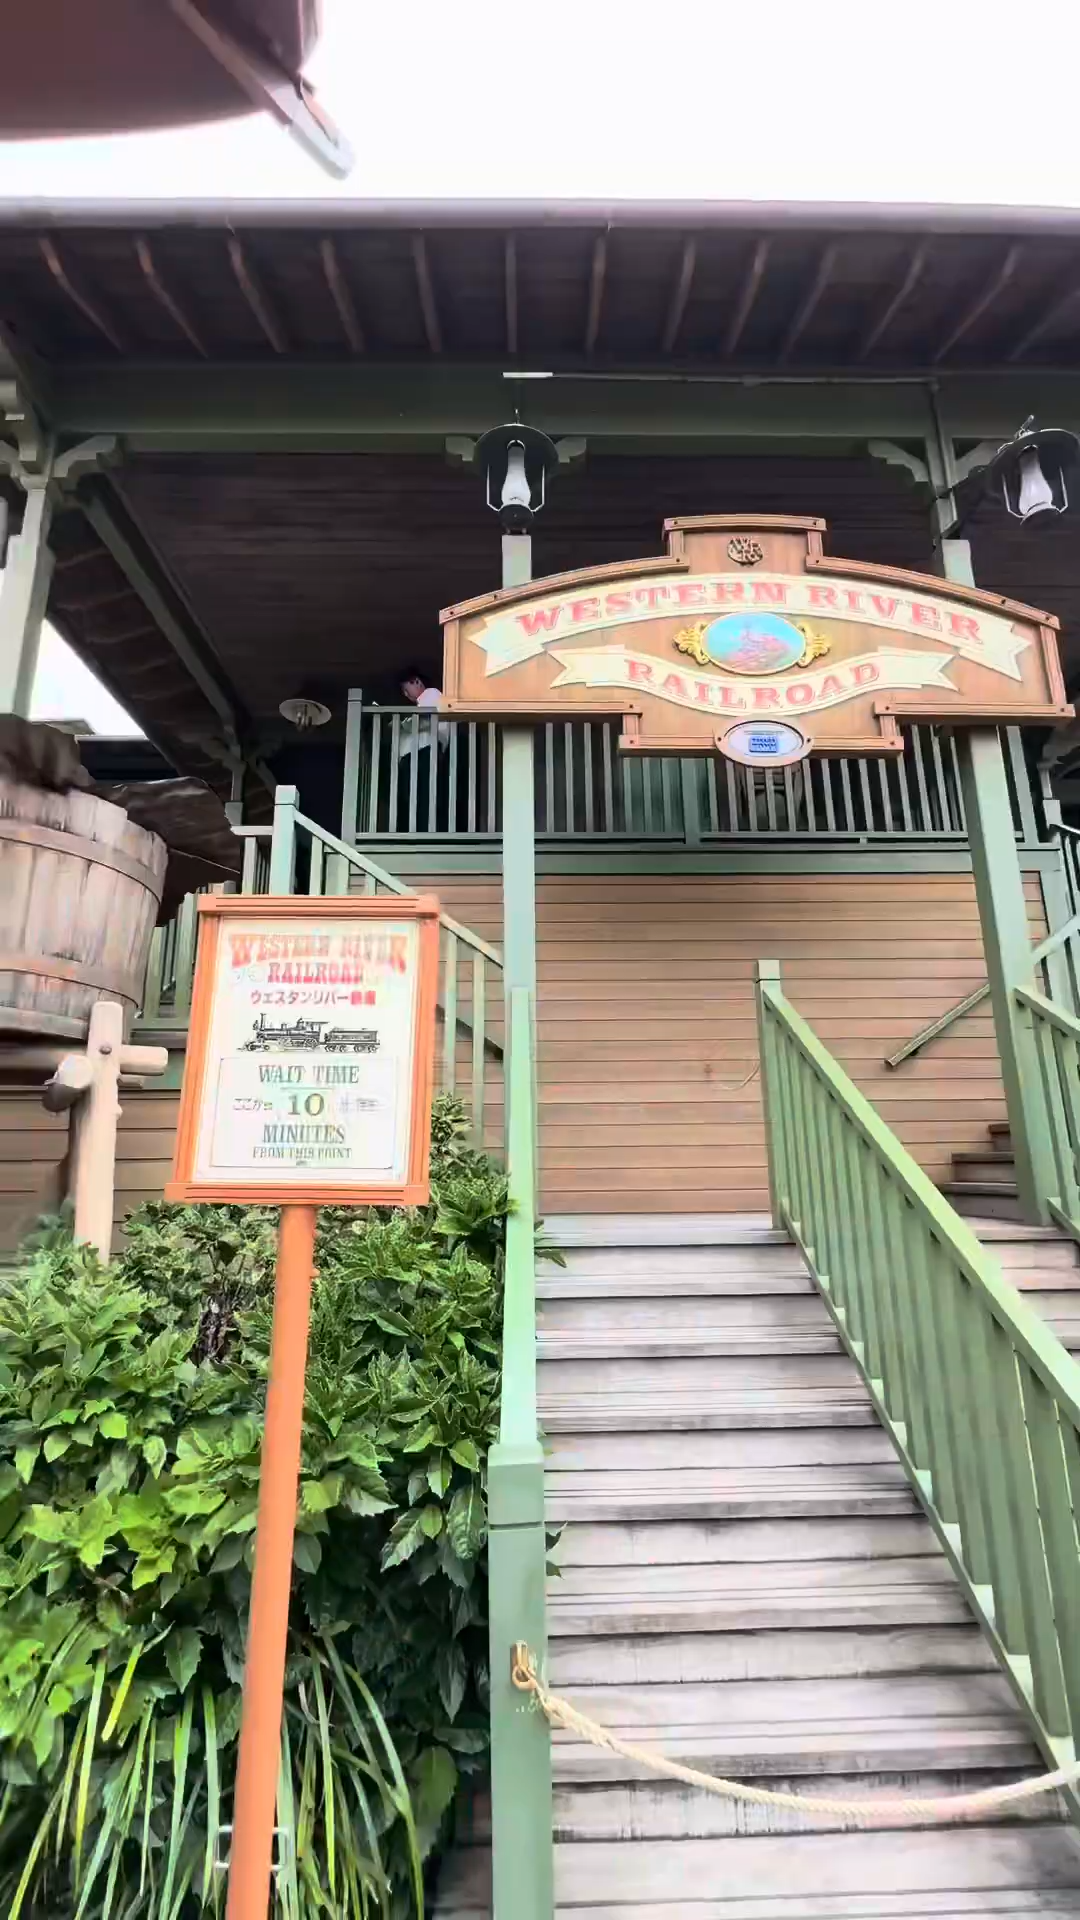 WESTERN RIVER
RAILROAD
WESTERN RIVER
RAILROAD
ウエスタンリバー鉄道
WAIT TIME
ここから 10
MINUTES
FROM THIS POINT